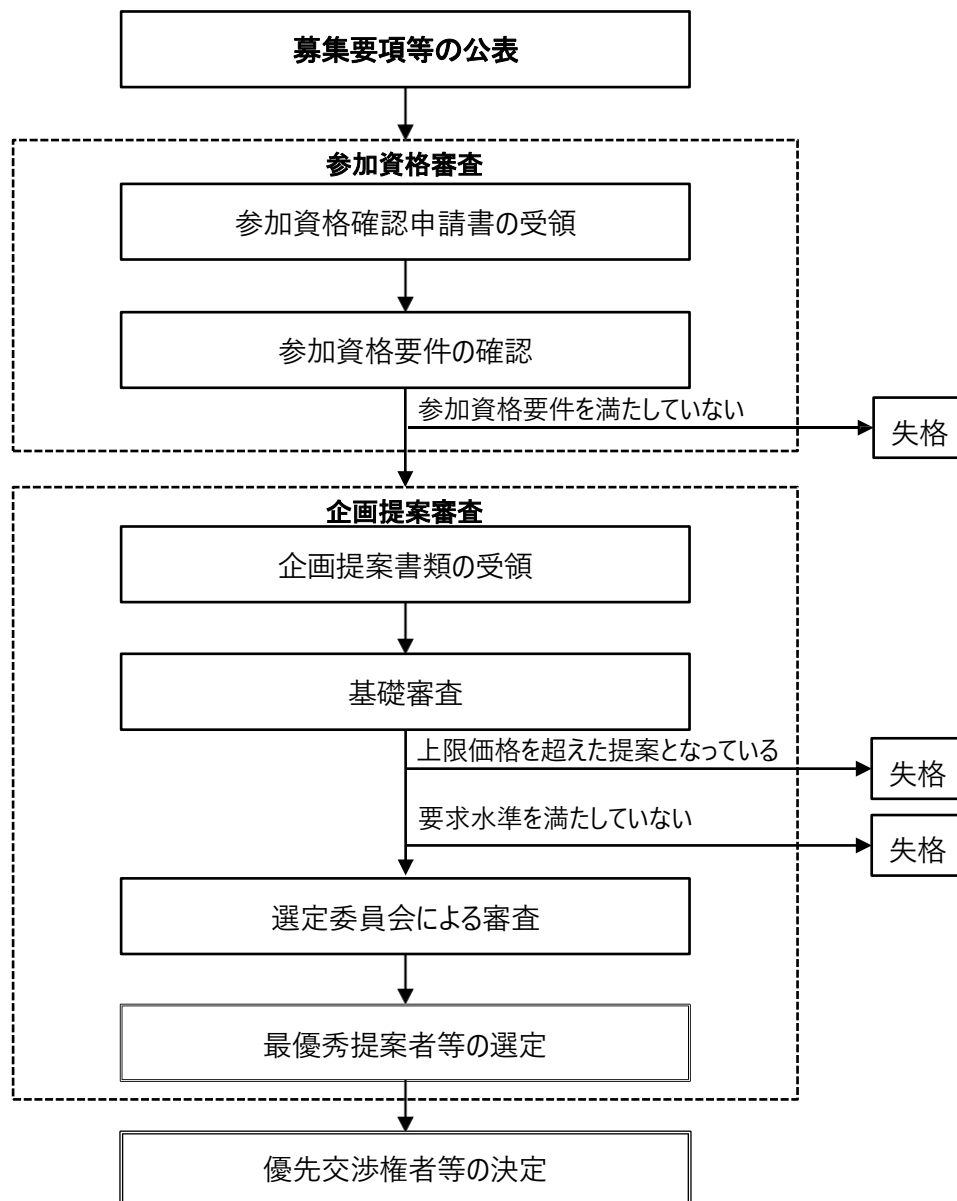 募集要項等の公表
参加資格審査
参加資格確認申請書の受領
参加資格要件の確認
参加資格要件を満たしていない
失格
企画提案審査
企画提案書類の受領
基礎審査
上限価格を超えた提案となっている
失格
要求水準を満たしていない
失格
選定委員会による審査
最優秀提案者等の選定
優先交渉権者等の決定